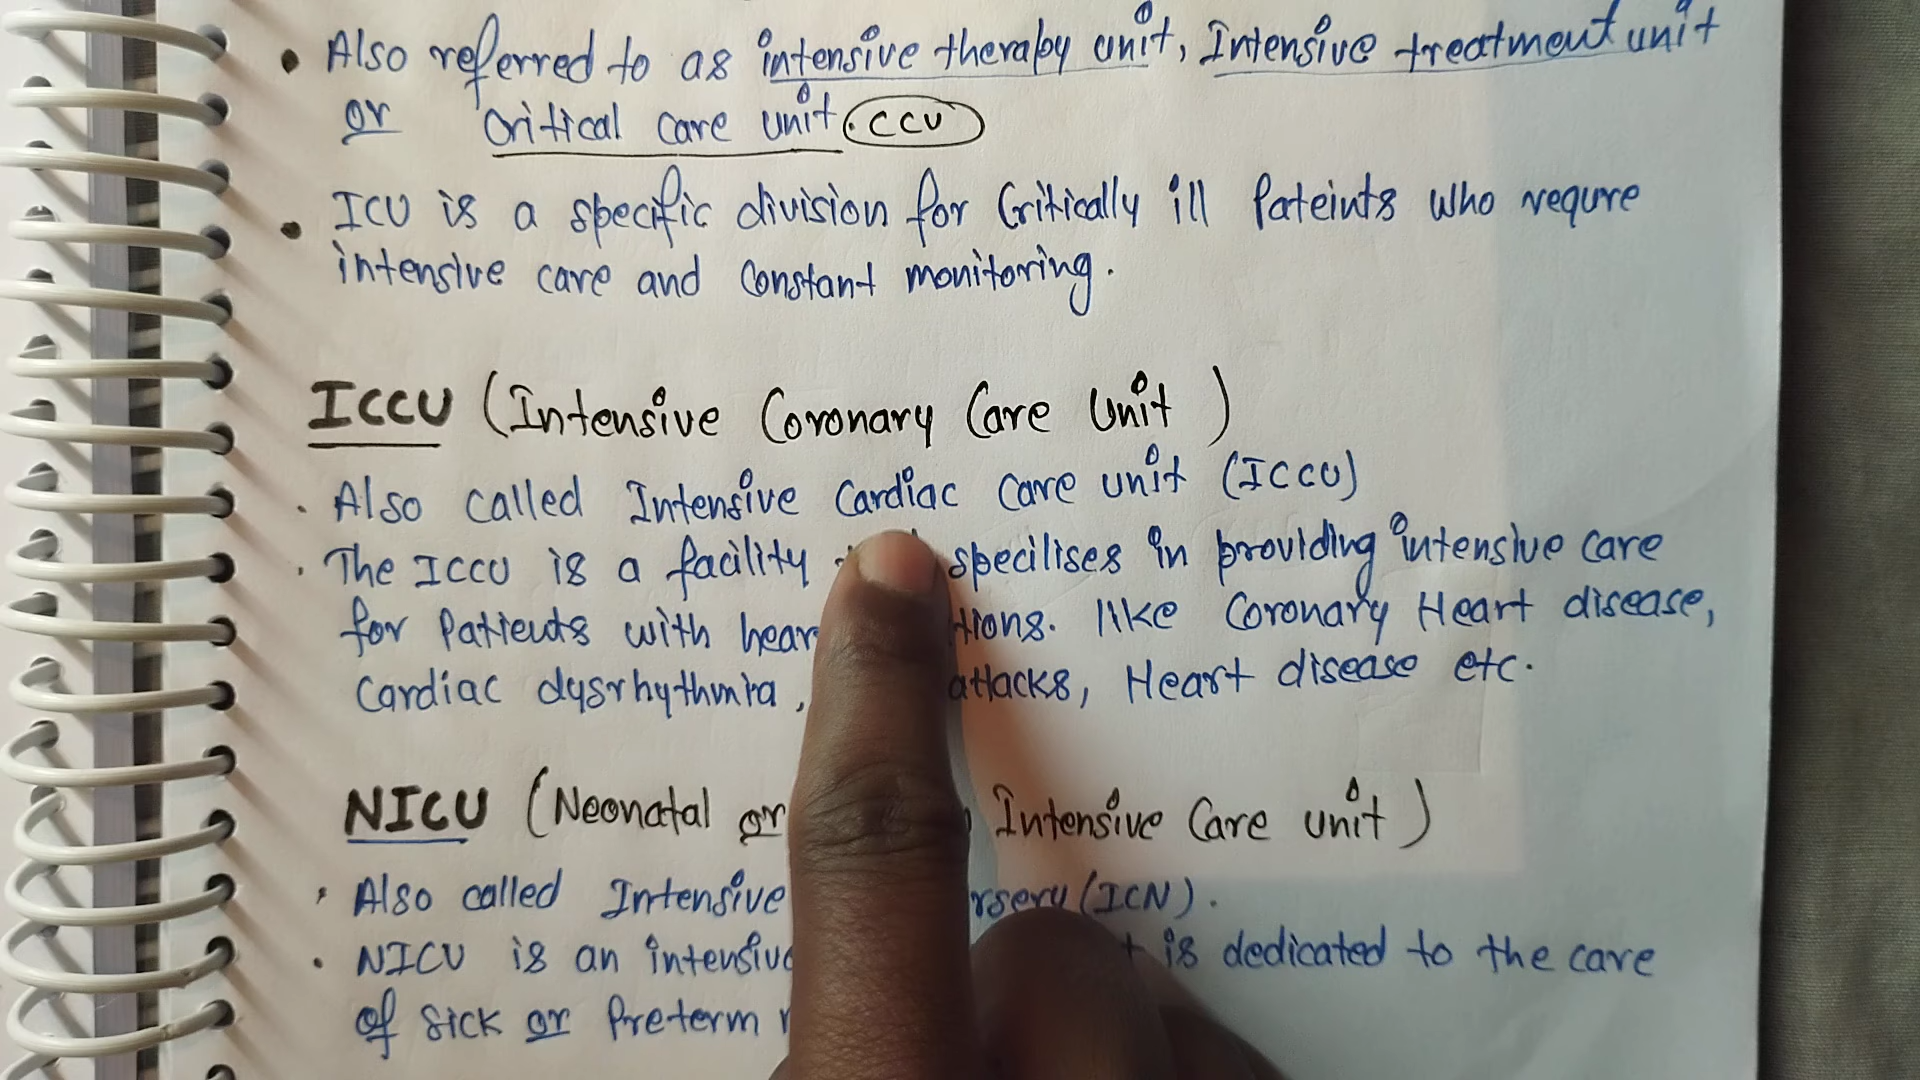 • Also referred to as intensive therapy unit, Intensive treatment unit
or Critical care unit. CCU
• ICU is a specific division for Critically ill Pateints who requre
intensive care and Constant monitoring.
ICCU (Intensive Coronary Care Unit)
• Also called Intensive Cardiac Care unit (ICCU)
• The ICCU is a facility specilises in providing intensive care
for Patients with tions. like Coronary Heart disease,
Cardiac dysrhythmia, attacks, Heart disease etc.
NICU (Neonatal or Intensive Care unit)
• Also called Intensive (ICN).
• NICU is an is dedicated to the care
of sick or Preterm